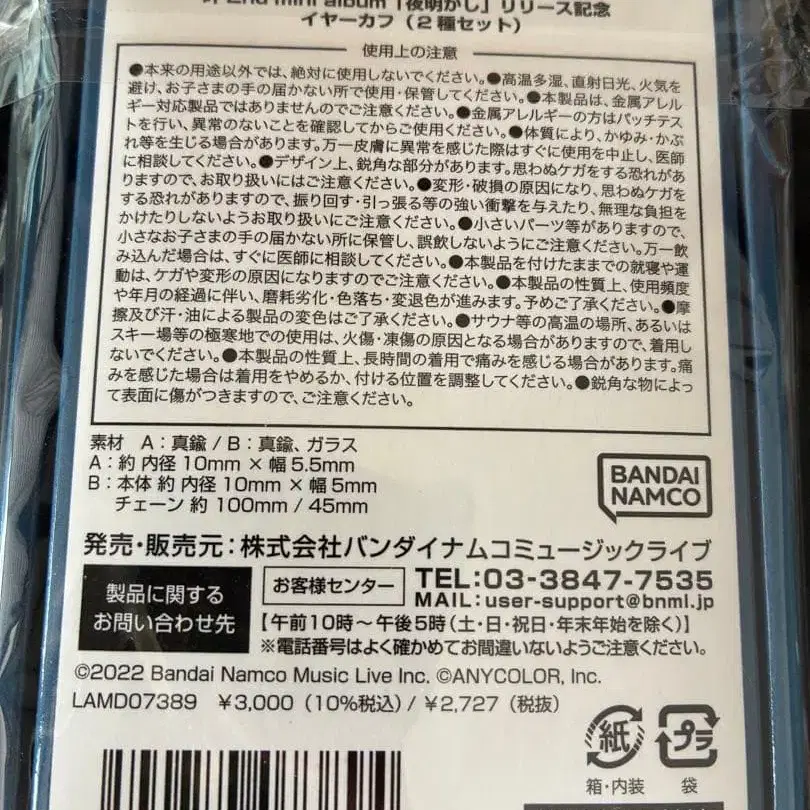 2nd mini album「夜明かし」リリース記念
イヤーカフ（2種セット）
使用上の注意
●本来の用途以外では、絶対に使用しないでください。●高温多湿、直射日光、火気を
避け、お子さまの手の届かない所で使用・保管してください。●本製品は、金属アレル
ギー対応製品ではありませんのでご注意ください。●金属アレルギーの方はパッチテス
トを行い、異常のないことを確認してからご使用ください。●体質により、かゆみ・かぶ
れ等を生じる場合があります。万一皮膚に異常を感じた際はすぐに使用を中止し、医師
に相談してください。●デザイン上、鋭角な部分があります。思わぬケガをする恐れがあ
りますので、お取り扱いにはご注意ください。●変形・破損の原因になり、思わぬケガを
する恐れがありますので、振り回す・引っ張る等の強い衝撃を与えたり、無理な負担を
かけたりしないようお取り扱いにご注意ください。●小さいパーツ等がありますので、
小さなお子さまの手の届かない所に保管し、誤飲しないようにご注意ください。万一飲
み込んだ場合は、すぐに医師に相談してください。●本製品を付けたままでの就寝や運
動は、ケガや変形の原因になりますのでご注意ください。●本製品の性質上、使用頻度
や年月の経過に伴い、磨耗劣化・色落ち・変退色が進みます。予めご了承ください。●摩
擦及び汗・油による製品の変色はご了承ください。●サウナ等の高温の場所、あるいは
スキー場等の極寒地での使用は、火傷・凍傷の原因となる場合がありますので、着用し
ないでください。●本製品の性質上、長時間の着用で痛みを感じる場合があります。痛
みを感じた場合は着用をやめるか、付ける位置を調整してください。●鋭角な物によっ
て表面に傷がつきますので、ご注意ください。
素材 A：真鍮 / B：真鍮、ガラス
A：約 内径 10mm × 幅 5.5mm
B：本体 約 内径 10mm × 幅 5mm
チェーン 約 100mm / 45mm
BANDAI
NAMCO
発売・販売元：株式会社バンダイナムコミュージックライブ
製品に関する
お問い合わせ先
お客様センター
TEL:03-3847-7535
MAIL:user-support@bnml.jp
【午前10時～午後5時（土・日・祝日・年末年始を除く）】
※電話番号はよく確かめてお間違いないようご注意ください。
©2022 Bandai Namco Music Live Inc. ©ANYCOLOR, Inc.
LAMD07389 ¥3,000（10%税込）/ ¥2,727（税抜）
紙
プラ
箱・内装
袋